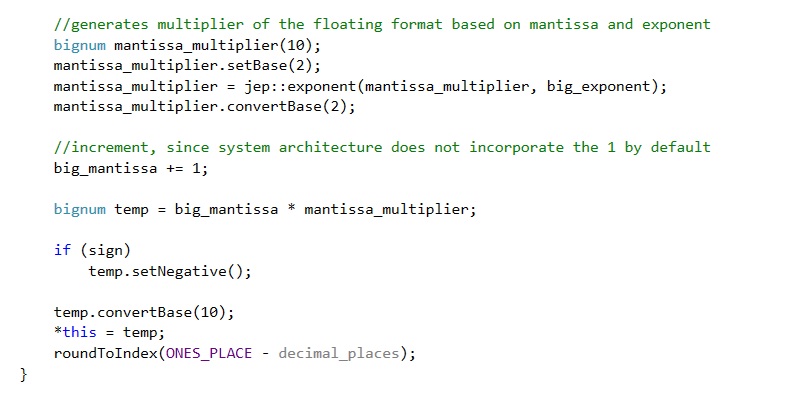 //generates multiplier of the floating format based on mantissa and exponent
bignum mantissa_multiplier(10);
mantissa_multiplier.setBase(2);
mantissa_multiplier = jep::exponent(mantissa_multiplier, big_exponent);
mantissa_multiplier.convertBase(2);
//increment, since system architecture does not incorporate the 1 by default
big_mantissa += 1;
bignum temp = big_mantissa * mantissa_multiplier;
if (sign)
temp.setNegative();
temp.convertBase(10);
*this = temp;
roundToIndex(ONES_PLACE - decimal_places);
}